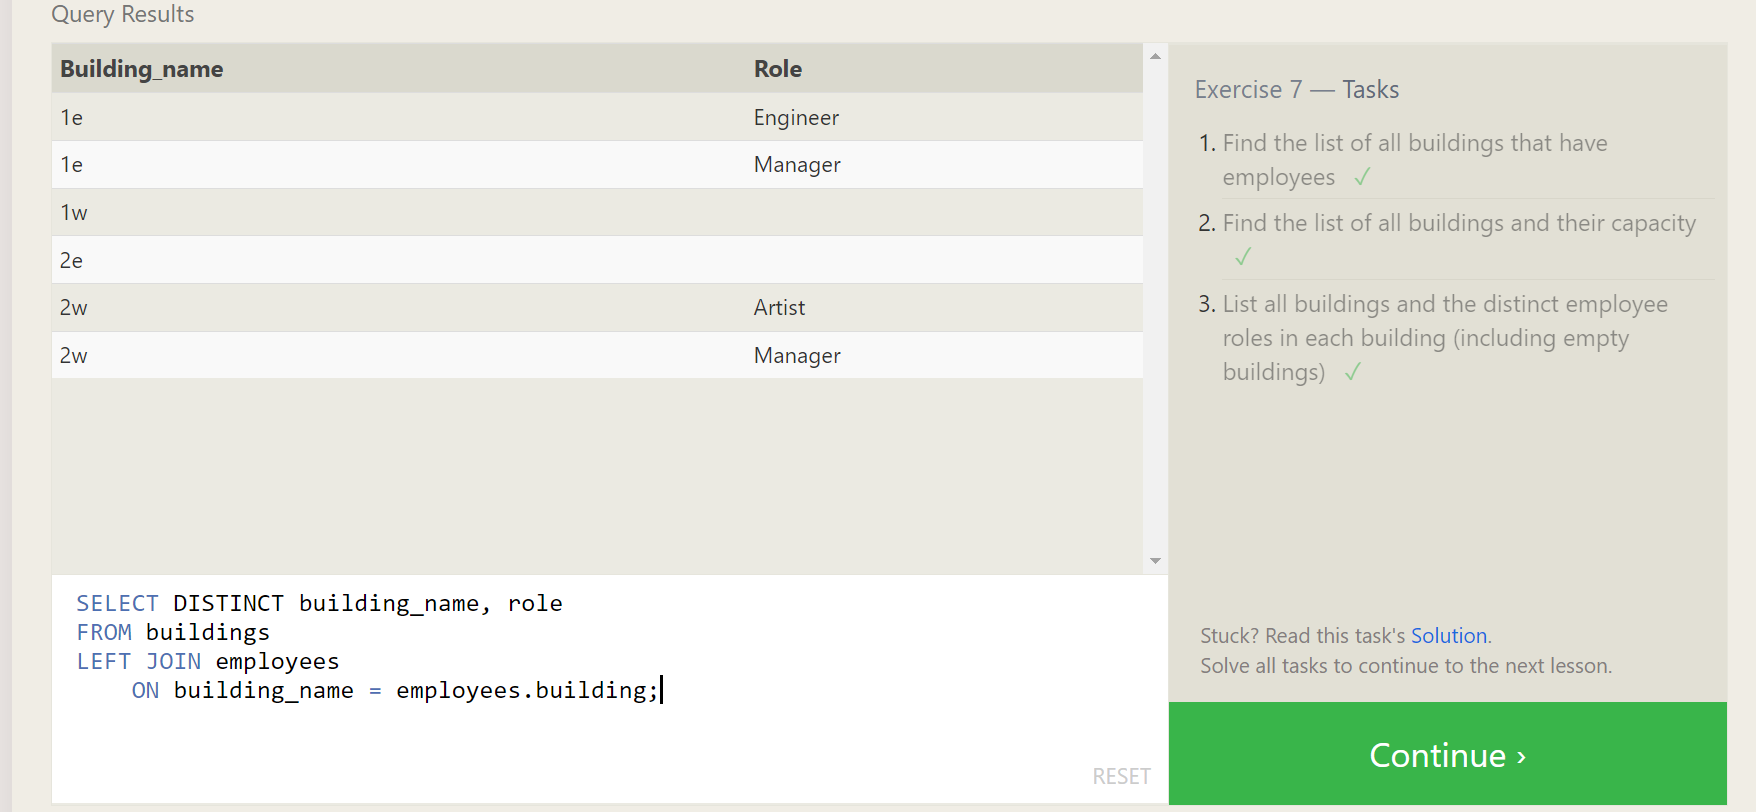 Query Results
Building_name Role
1e Engineer
1e Manager
1w
2e
2w Artist
2w Manager
SELECT DISTINCT building_name, role
FROM buildings
LEFT JOIN employees
    ON building_name = employees.building;
RESET
Exercise 7 — Tasks
1. Find the list of all buildings that have
employees ✓
2. Find the list of all buildings and their capacity
✓
3. List all buildings and the distinct employee
roles in each building (including empty
buildings) ✓
Stuck? Read this task's Solution.
Solve all tasks to continue to the next lesson.
Continue ›